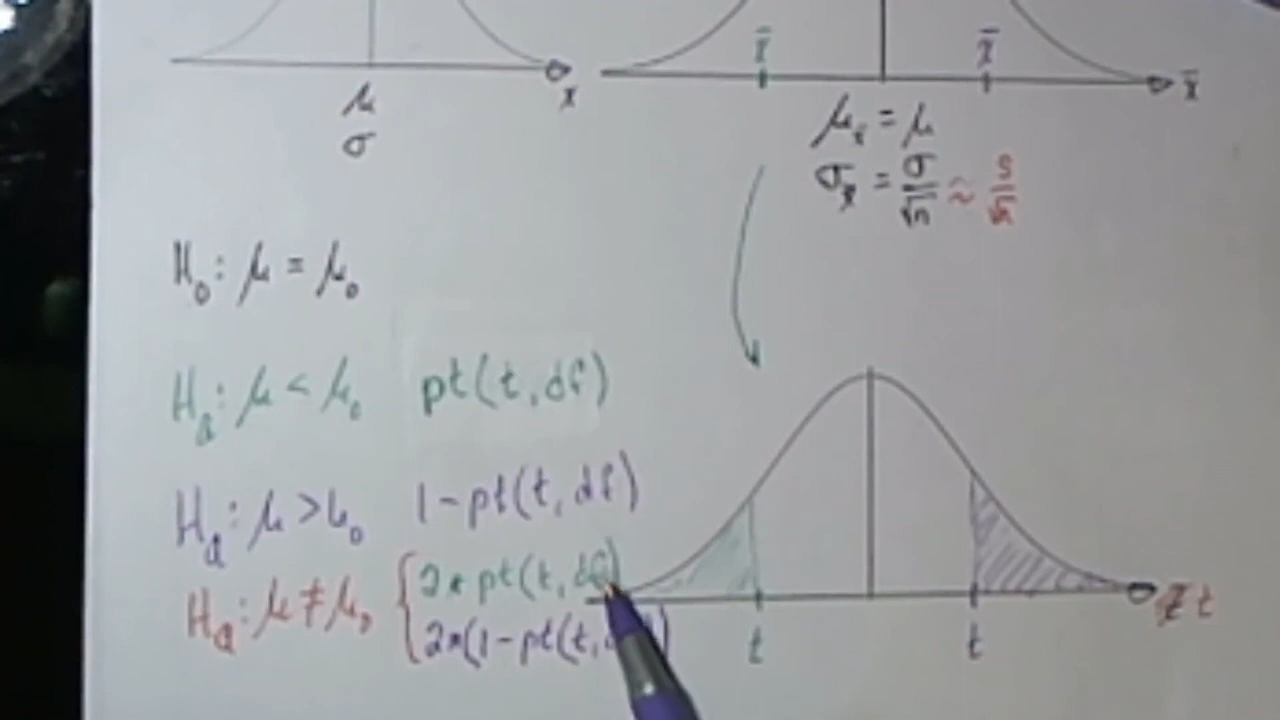 x̄ x̄
x x̄
μ
σ
μx̄ = μ
σx̄ = σ/√n ≈ s/√n
H₀: μ = μ₀
Ha: μ < μ₀ pt(t, df)
Ha: μ > μ₀ 1-pt(t, df)
Ha: μ ≠ μ₀ { 2*pt(t, df)
2*(1-pt(t, df))
t t t